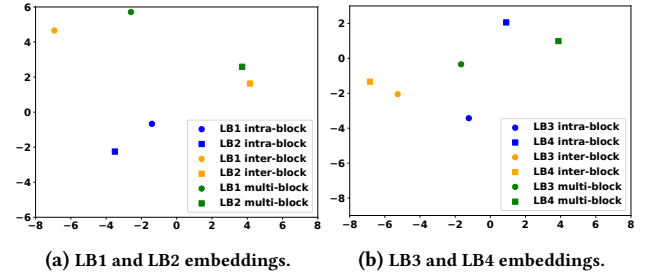 6
4
2
0
−2
−4
−6
−8 −6 −4 −2 0 2 4 6 8
LB1 intra-block
LB2 intra-block
LB1 inter-block
LB2 inter-block
LB1 multi-block
LB2 multi-block
(a) LB1 and LB2 embeddings.
2
0
−2
−4
−6
−8
−8 −6 −4 −2 0 2 4 6 8
LB3 intra-block
LB4 intra-block
LB3 inter-block
LB4 inter-block
LB3 multi-block
LB4 multi-block
(b) LB3 and LB4 embeddings.